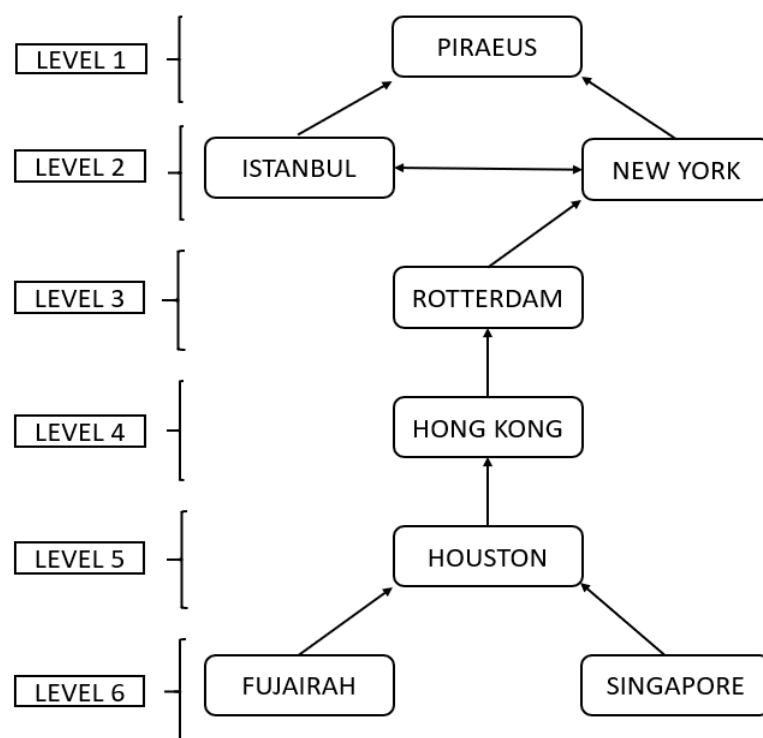 LEVEL 1
PIRAEUS
LEVEL 2
ISTANBUL
NEW YORK
LEVEL 3
ROTTERDAM
LEVEL 4
HONG KONG
LEVEL 5
HOUSTON
LEVEL 6
FUJAIRAH
SINGAPORE